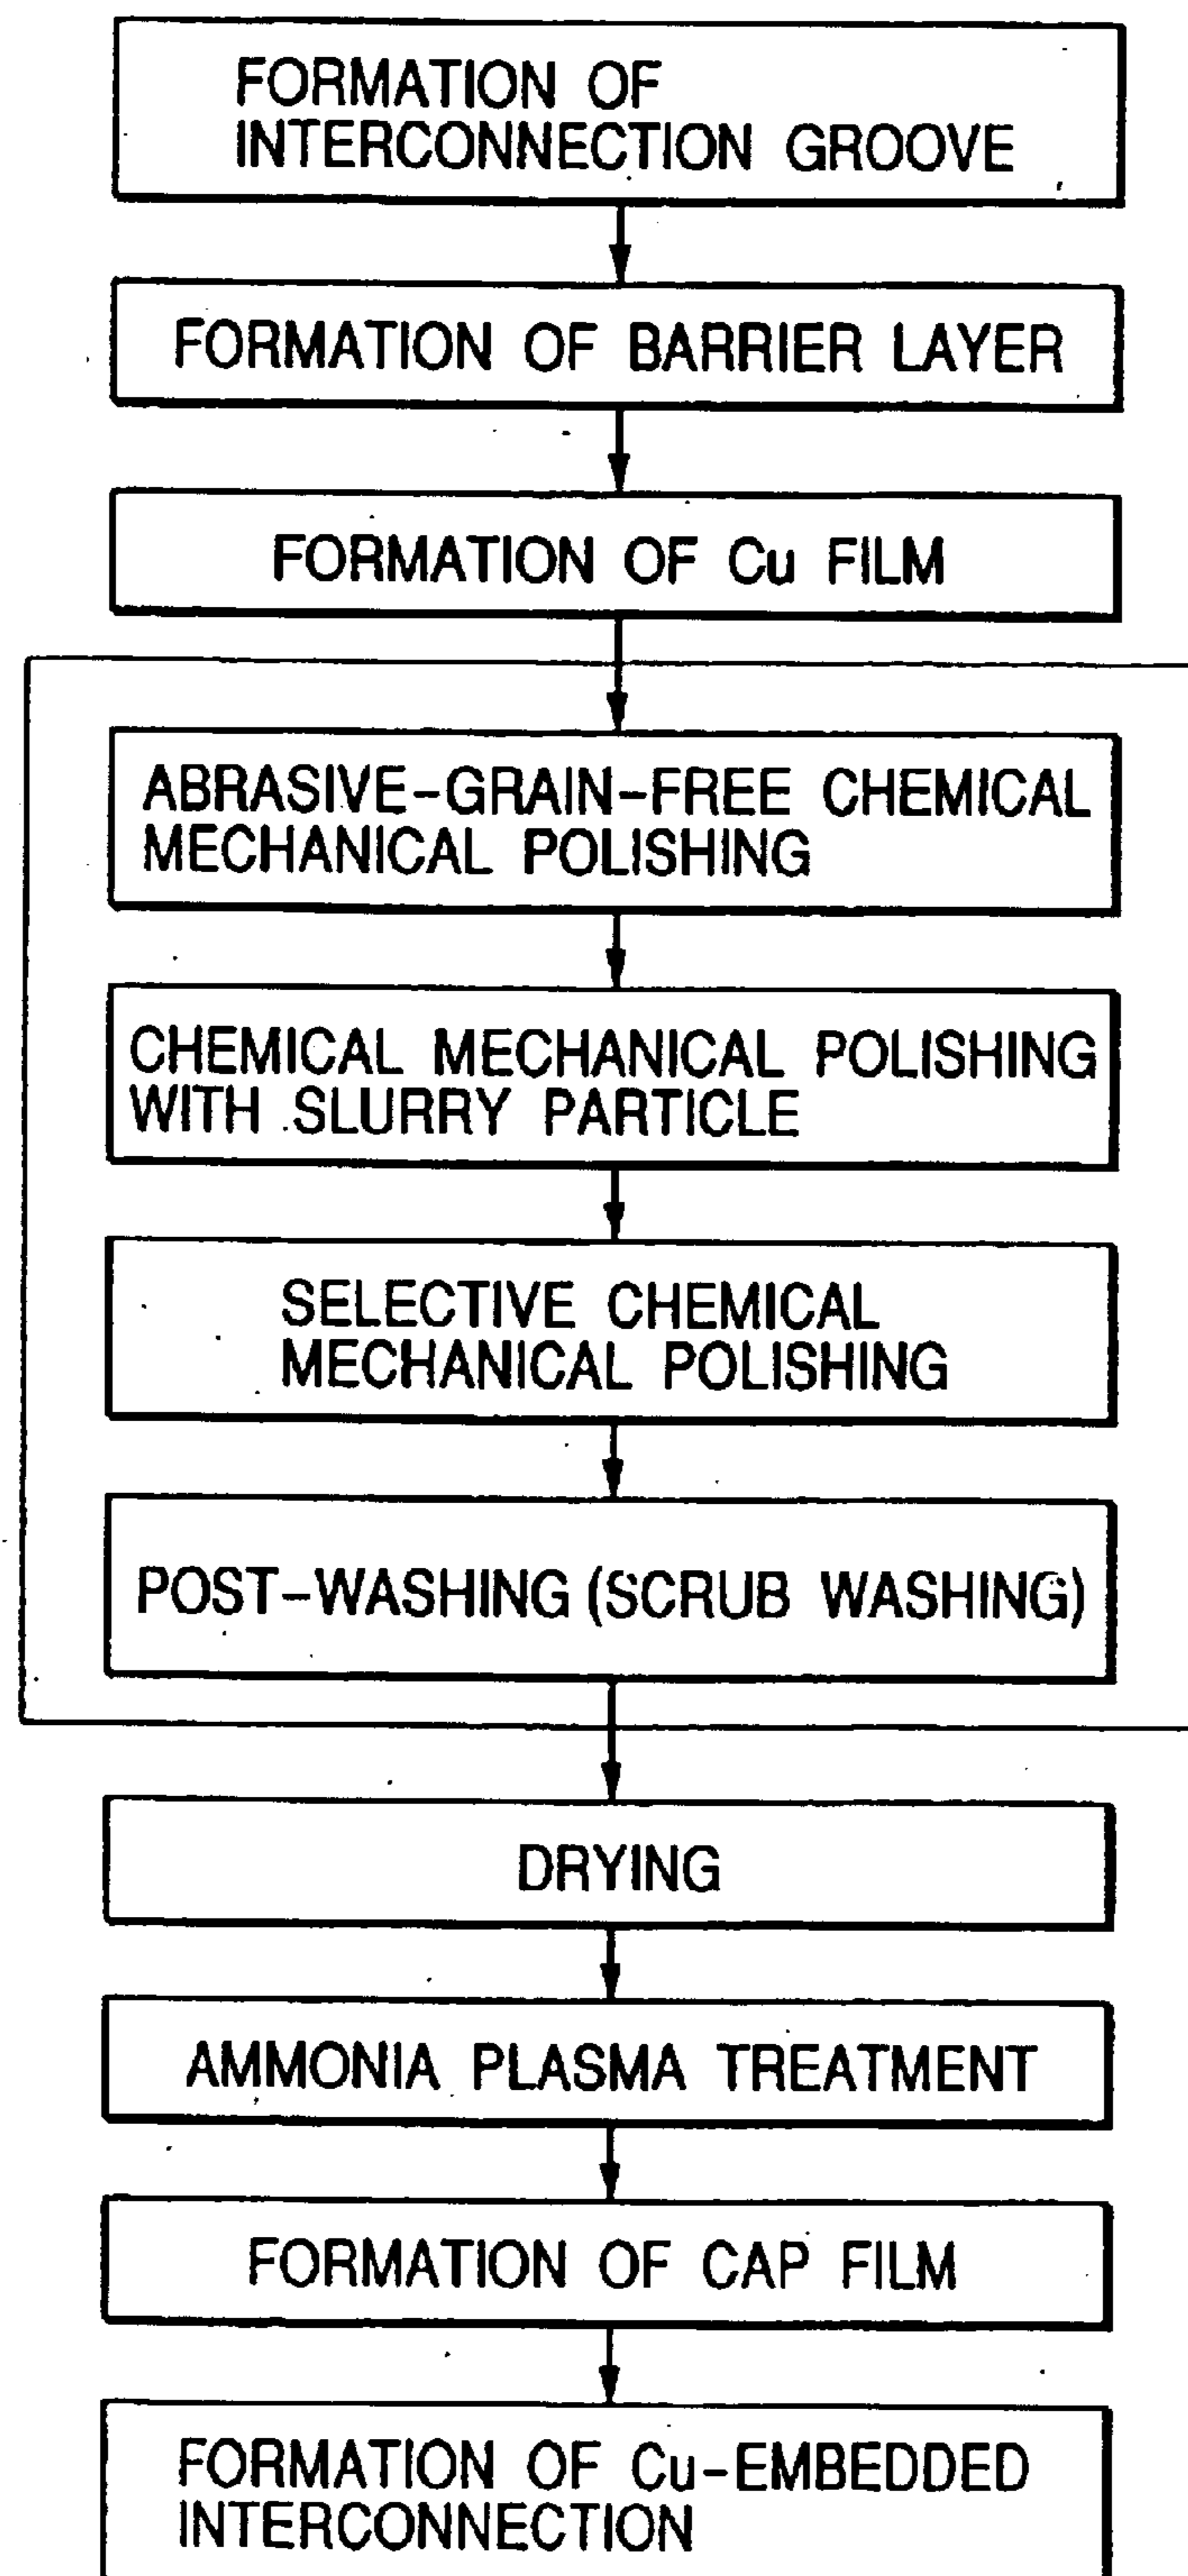 FORMATION OF
INTERCONNECTION GROOVE
FORMATION OF BARRIER LAYER
FORMATION OF Cu FILM
ABRASIVE-GRAIN-FREE CHEMICAL
MECHANICAL POLISHING
CHEMICAL MECHANICAL POLISHING
WITH SLURRY PARTICLE
SELECTIVE CHEMICAL
MECHANICAL POLISHING
POST-WASHING (SCRUB WASHING)
DRYING
AMMONIA PLASMA TREATMENT
FORMATION OF CAP FILM
FORMATION OF Cu-EMBEDDED
INTERCONNECTION